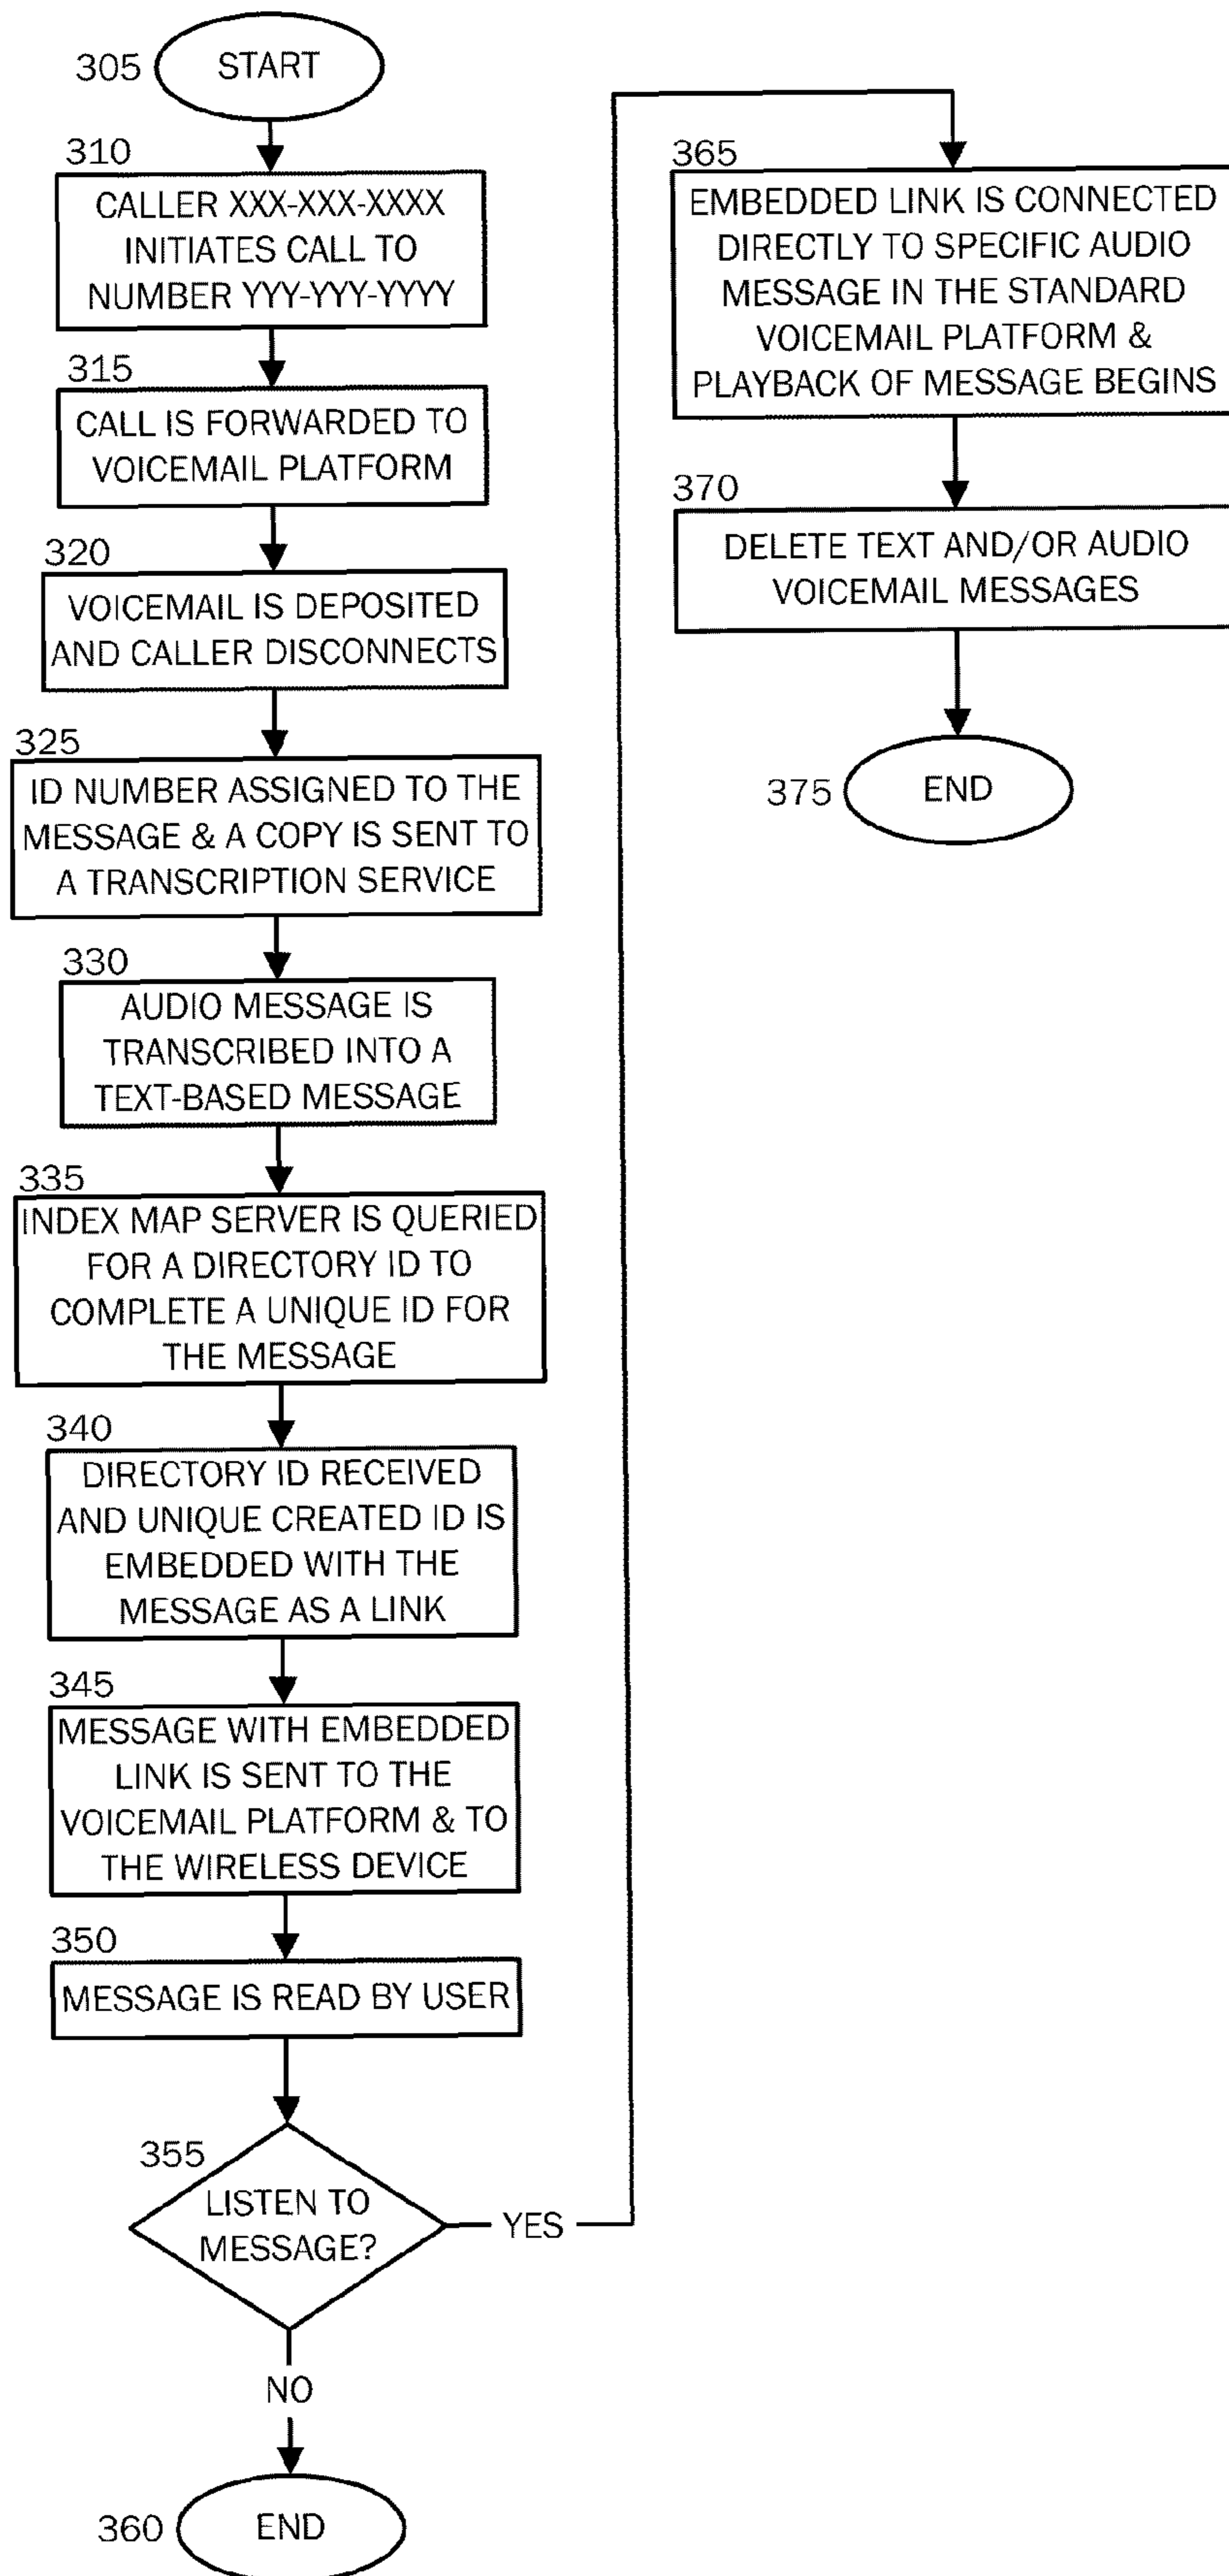 305
START
310
CALLER XXX-XXX-XXXX
INITIATES CALL TO
NUMBER YYY-YYY-YYYY
315
CALL IS FORWARDED TO
VOICEMAIL PLATFORM
320
VOICEMAIL IS DEPOSITED
AND CALLER DISCONNECTS
325
ID NUMBER ASSIGNED TO THE
MESSAGE & A COPY IS SENT TO
A TRANSCRIPTION SERVICE
330
AUDIO MESSAGE IS
TRANSCRIBED INTO A
TEXT-BASED MESSAGE
335
INDEX MAP SERVER IS QUERIED
FOR A DIRECTORY ID TO
COMPLETE A UNIQUE ID FOR
THE MESSAGE
340
DIRECTORY ID RECEIVED
AND UNIQUE CREATED ID IS
EMBEDDED WITH THE
MESSAGE AS A LINK
345
MESSAGE WITH EMBEDDED
LINK IS SENT TO THE
VOICEMAIL PLATFORM & TO
THE WIRELESS DEVICE
350
MESSAGE IS READ BY USER
355
LISTEN TO
MESSAGE?
YES
NO
360
END
365
EMBEDDED LINK IS CONNECTED
DIRECTLY TO SPECIFIC AUDIO
MESSAGE IN THE STANDARD
VOICEMAIL PLATFORM &
PLAYBACK OF MESSAGE BEGINS
370
DELETE TEXT AND/OR AUDIO
VOICEMAIL MESSAGES
375
END